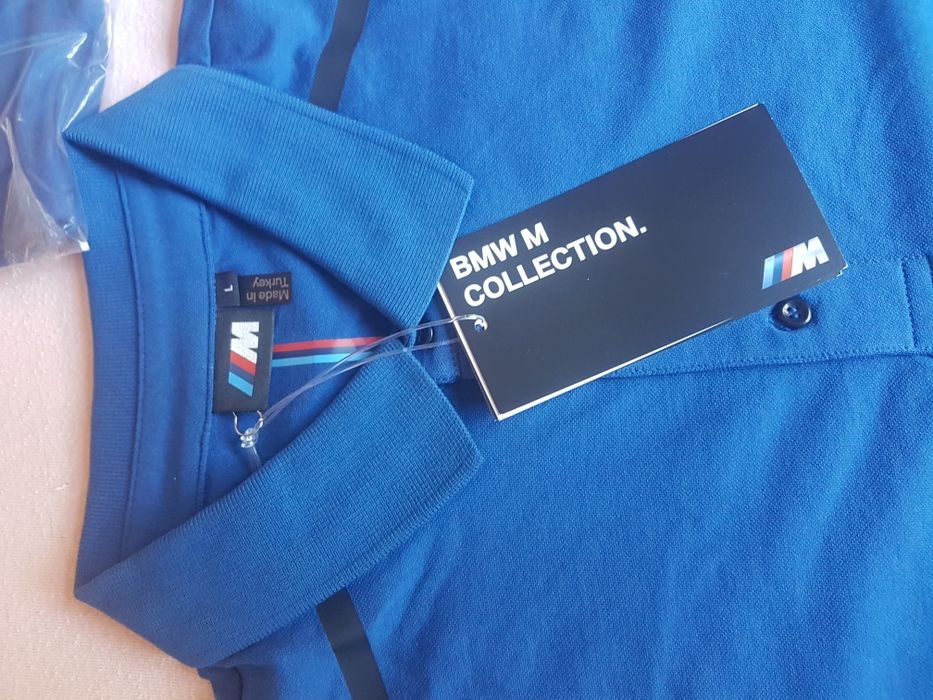 BMW M
COLLECTION.
M
M
L
Made in
Turkey